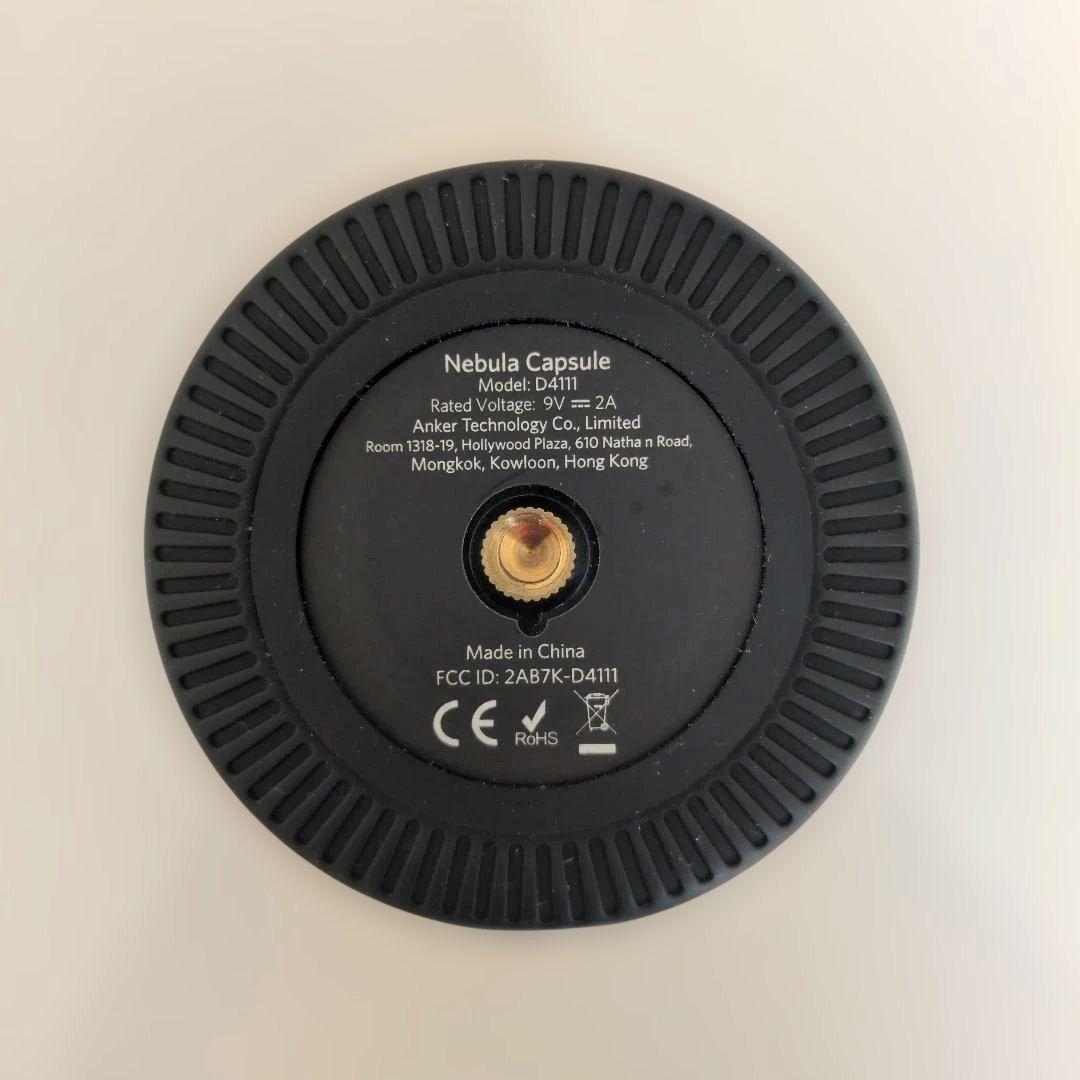 Nebula Capsule
Model: D4111
Rated Voltage: 9V ⎓ 2A
Anker Technology Co., Limited
Room 1318-19, Hollywood Plaza, 610 Natha n Road,
Mongkok, Kowloon, Hong Kong
Made in China
FCC ID: 2AB7K-D4111
CE RoHS